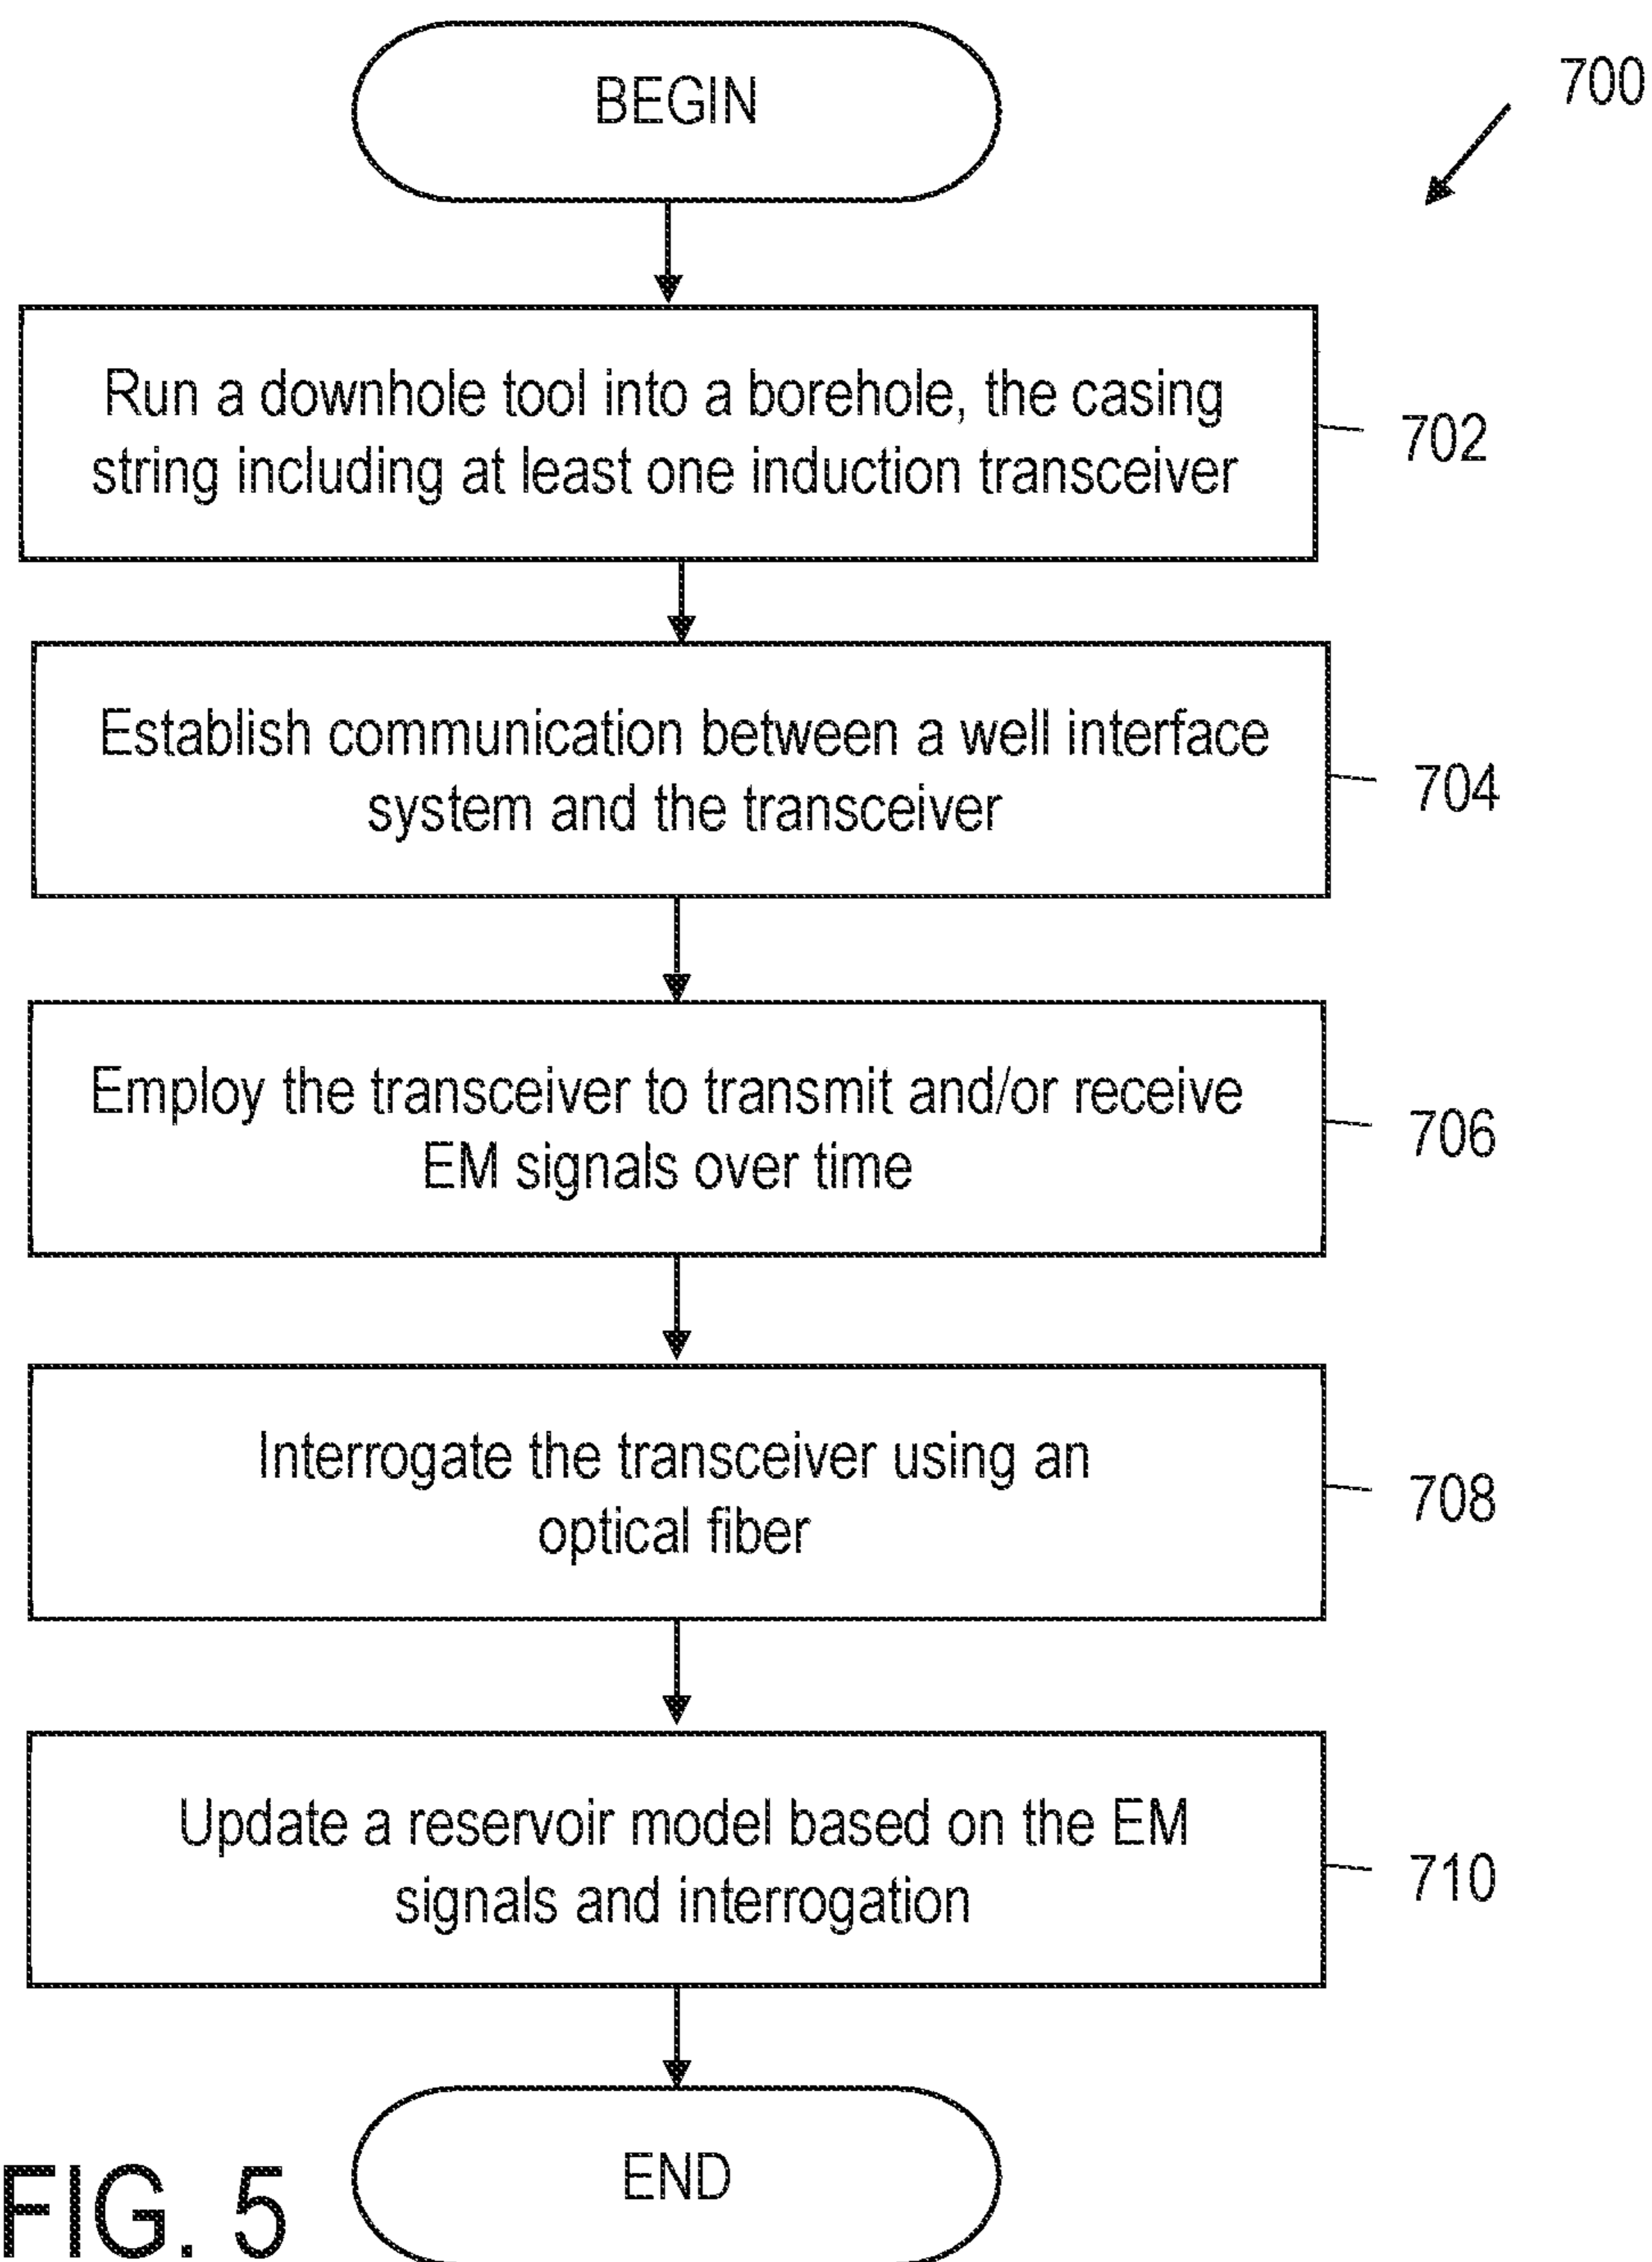 BEGIN
700
Run a downhole tool into a borehole, the casing
string including at least one induction transceiver
702
Establish communication between a well interface
system and the transceiver
704
Employ the transceiver to transmit and/or receive
EM signals over time
706
Interrogate the transceiver using an
optical fiber
708
Update a reservoir model based on the EM
signals and interrogation
710
END
FIG. 5